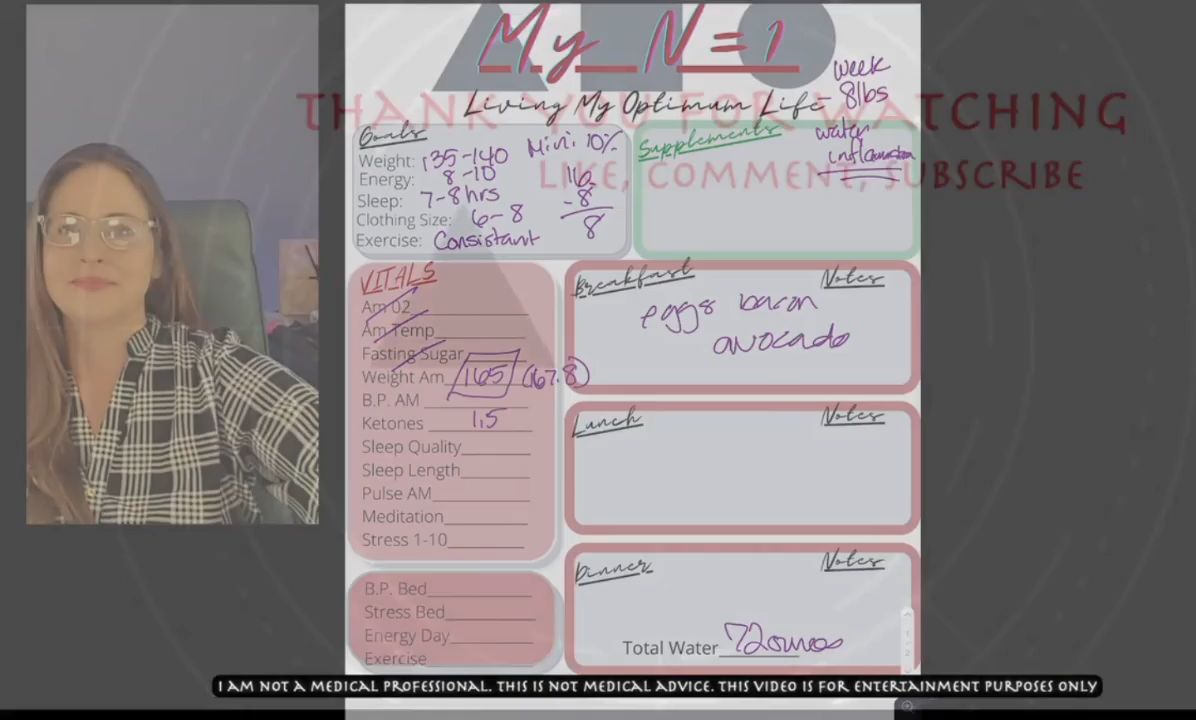 My N = 1
Living My Optimum Life
week
- 8lbs
water
inflammation
THANK YOU FOR WATCHING
LIKE, COMMENT, SUBSCRIBE
Goals
Weight: 135-140
Energy: 8-10
Sleep: 7-8 hrs
Clothing Size: 6-8
Exercise: Consistant
Min: 10%
116
-8
8
Supplements
VITALS
Am 02
Am Temp
Fasting Sugar
Weight Am 165 (167.8)
B.P. AM
Ketones 1.5
Sleep Quality
Sleep Length
Pulse AM
Meditation
Stress 1-10
B.P. Bed
Stress Bed
Energy Day
Exercise
Breakfast Notes
eggs bacon
avocado
Lunch Notes
Dinner Notes
Total Water 72 ounces
I AM NOT A MEDICAL PROFESSIONAL. THIS IS NOT MEDICAL ADVICE. THIS VIDEO IS FOR ENTERTAINMENT PURPOSES ONLY